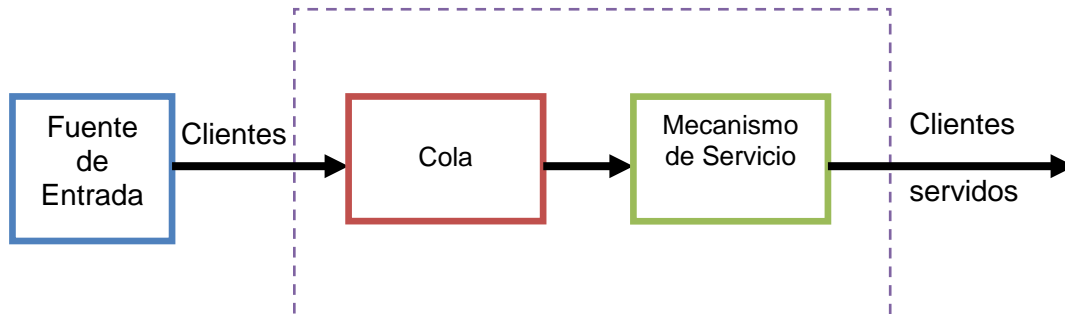 Fuente
de
Entrada
Clientes
Cola
Mecanismo
de Servicio
Clientes
servidos